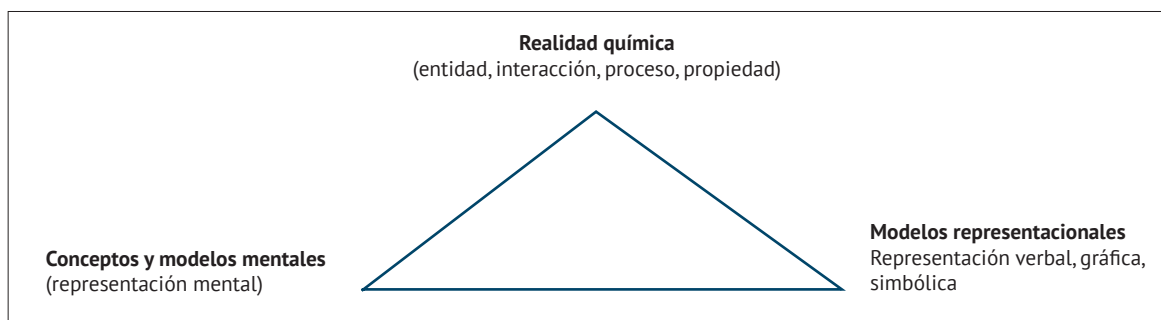 Realidad química
(entidad, interacción, proceso, propiedad)
Conceptos y modelos mentales
(representación mental)
Modelos representacionales
Representación verbal, gráfica,
simbólica